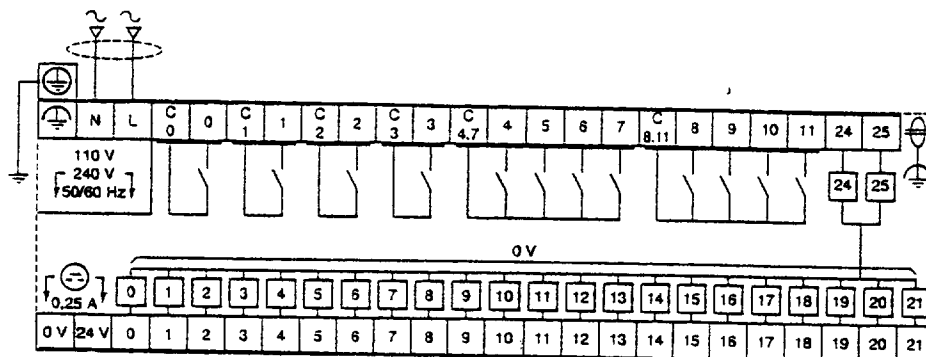 N L C 0 0 C 1 1 C 2 2 C 3 3 C 4.7 4 5 6 7 C 8.11 8 9 10 11 24 25
110 V
240 V
50/60 Hz
24 25
0 V
0 1 2 3 4 5 6 7 8 9 10 11 12 13 14 15 16 17 18 19 20 21
0,25 A
0 V 24 V 0 1 2 3 4 5 6 7 8 9 10 11 12 13 14 15 16 17 18 19 20 21